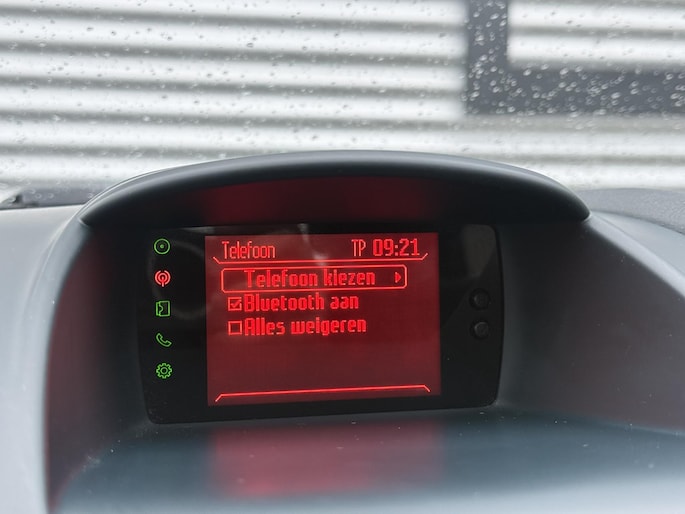 Telefoon TP 09:21
Telefoon kiezen
Bluetooth aan
Alles weigeren